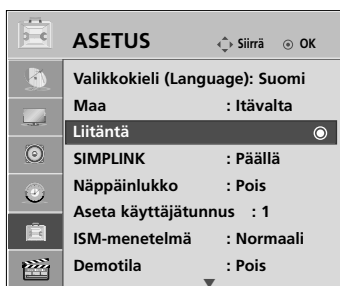 ASETUS Siirrä OK
Valikkokieli (Language): Suomi
Maa : Itävalta
Liitäntä
SIMPLINK : Päällä
Näppäinlukko : Pois
Aseta käyttäjätunnus : 1
ISM-menetelmä : Normaali
Demotila : Pois